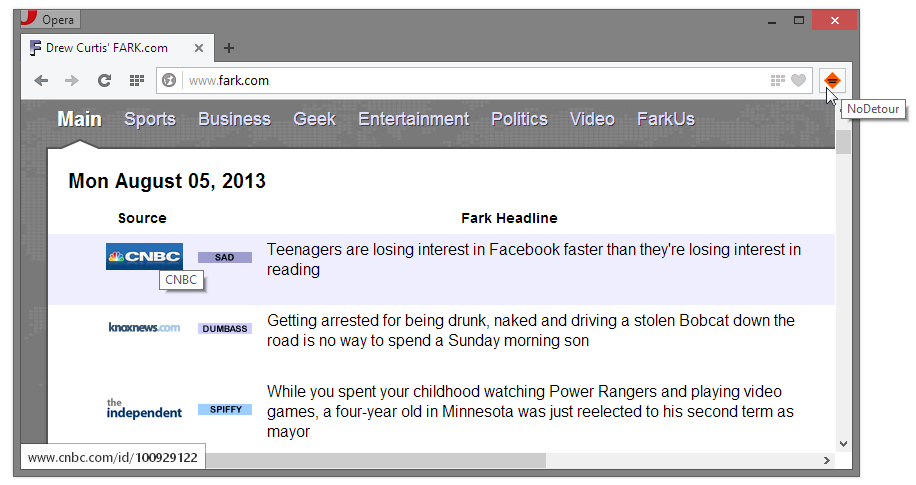 Opera
Drew Curtis' FARK.com
www.fark.com
NoDetour
Main Sports Business Geek Entertainment Politics Video FarkUs
Mon August 05, 2013
Source Fark Headline
CNBC SAD Teenagers are losing interest in Facebook faster than they're losing interest in
reading
CNBC
knoxnews.com DUMBASS Getting arrested for being drunk, naked and driving a stolen Bobcat down the
road is no way to spend a Sunday morning son
the independent SPIFFY While you spent your childhood watching Power Rangers and playing video
games, a four-year old in Minnesota was just reelected to his second term as
mayor
www.cnbc.com/id/100929122